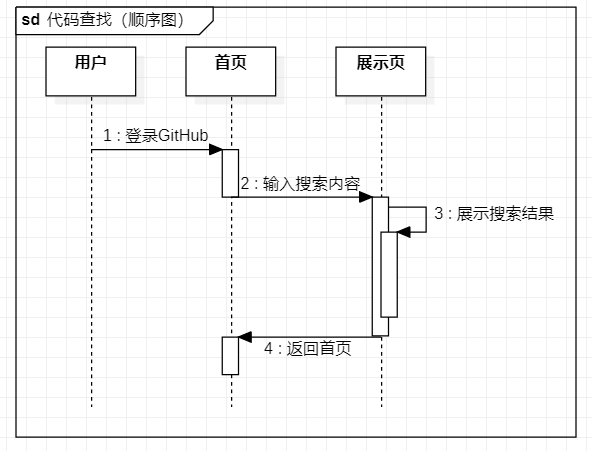 sd 代码查找（顺序图）
用户
首页
展示页
1 : 登录GitHub
2 : 输入搜索内容
3 : 展示搜索结果
4 : 返回首页